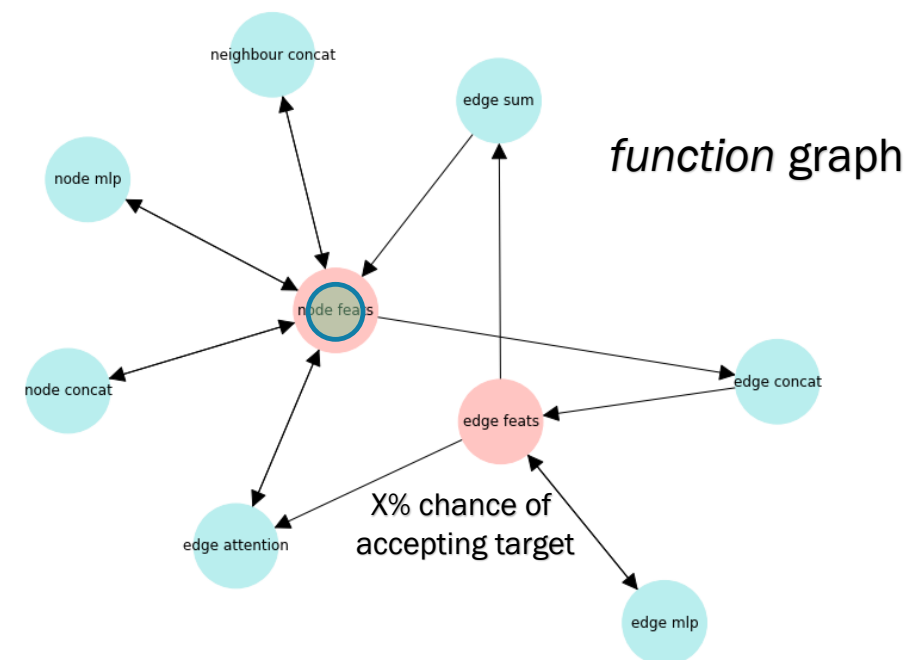 neighbour concat
edge sum
function graph
node mlp
node feats
edge concat
node concat
edge feats
X% chance of
accepting target
edge attention
edge mlp